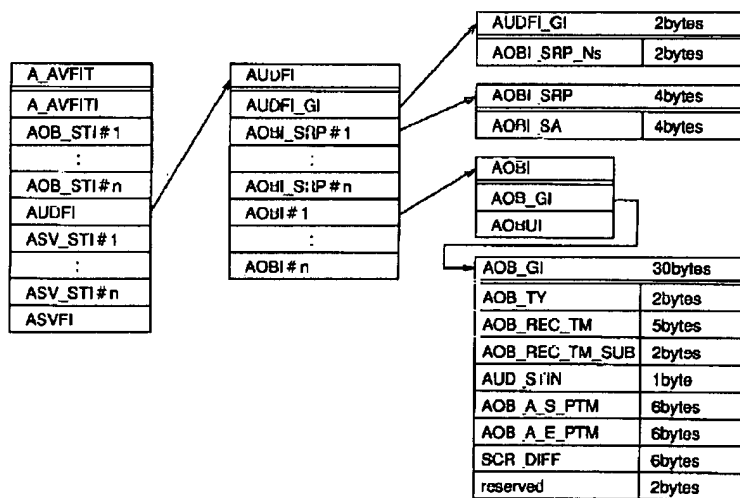 A_AVFIT
A_AVFITI
AOB_STI#1
:
AOB_STI#n
AUDFI
ASV_STI#1
:
ASV_STI#n
ASVFI
AUDFI
AUDFI_GI
AOBI_SRP#1
:
AOBI_SRP#n
AOBI#1
:
AOBI#n
AUDFI_GI 2bytes
AOBI_SRP_Ns 2bytes
AOBI_SRP 4bytes
AOBI_SA 4bytes
AOBI
AOB_GI
AOBUI
AOB_GI 30bytes
AOB_TY 2bytes
AOB_REC_TM 5bytes
AOB_REC_TM_SUB 2bytes
AUD_STIN 1byte
AOB_A_S_PTM 6bytes
AOB_A_E_PTM 6bytes
SCR_DIFF 6bytes
reserved 2bytes